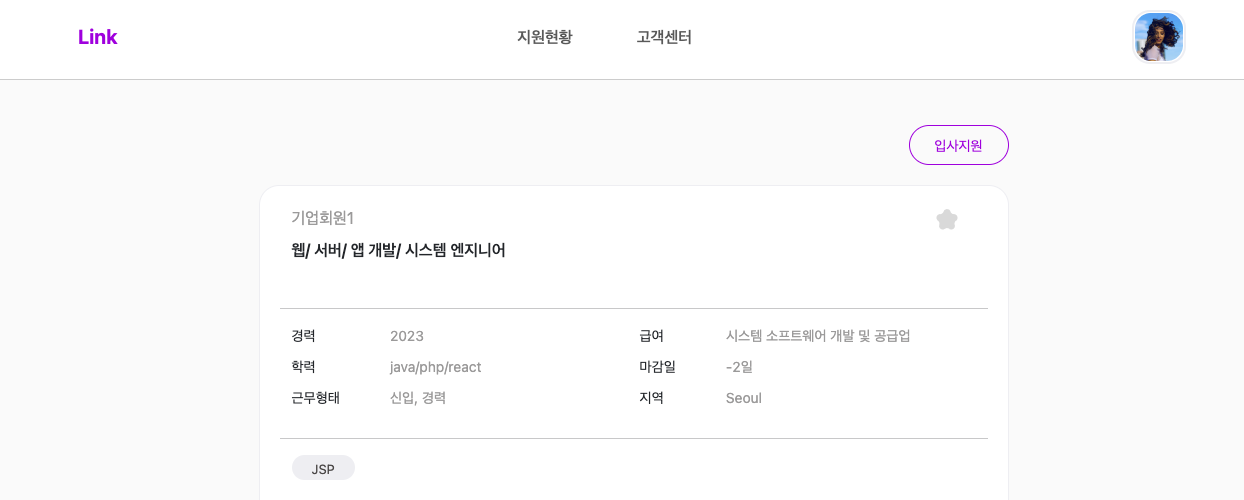 Link 지원현황 고객센터
입사지원
기업회원1
웹/ 서버/ 앱 개발/ 시스템 엔지니어
경력 2023 급여 시스템 소프트웨어 개발 및 공급업
학력 java/php/react 마감일 -2일
근무형태 신입, 경력 지역 Seoul
JSP